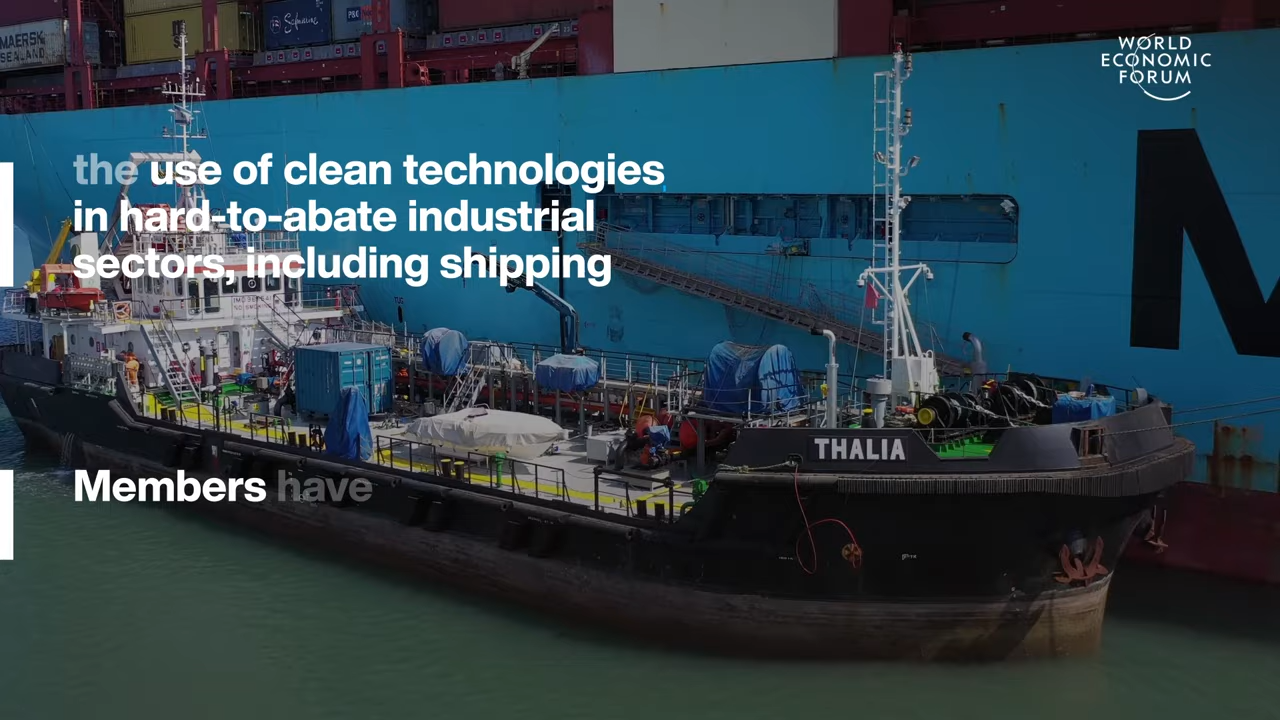 MAERSK
SEALAND
Safmarine
P&O
WORLD
ECONOMIC
FORUM
the use of clean technologies
in hard-to-abate industrial
sectors, including shipping
M
THALIA
Members have